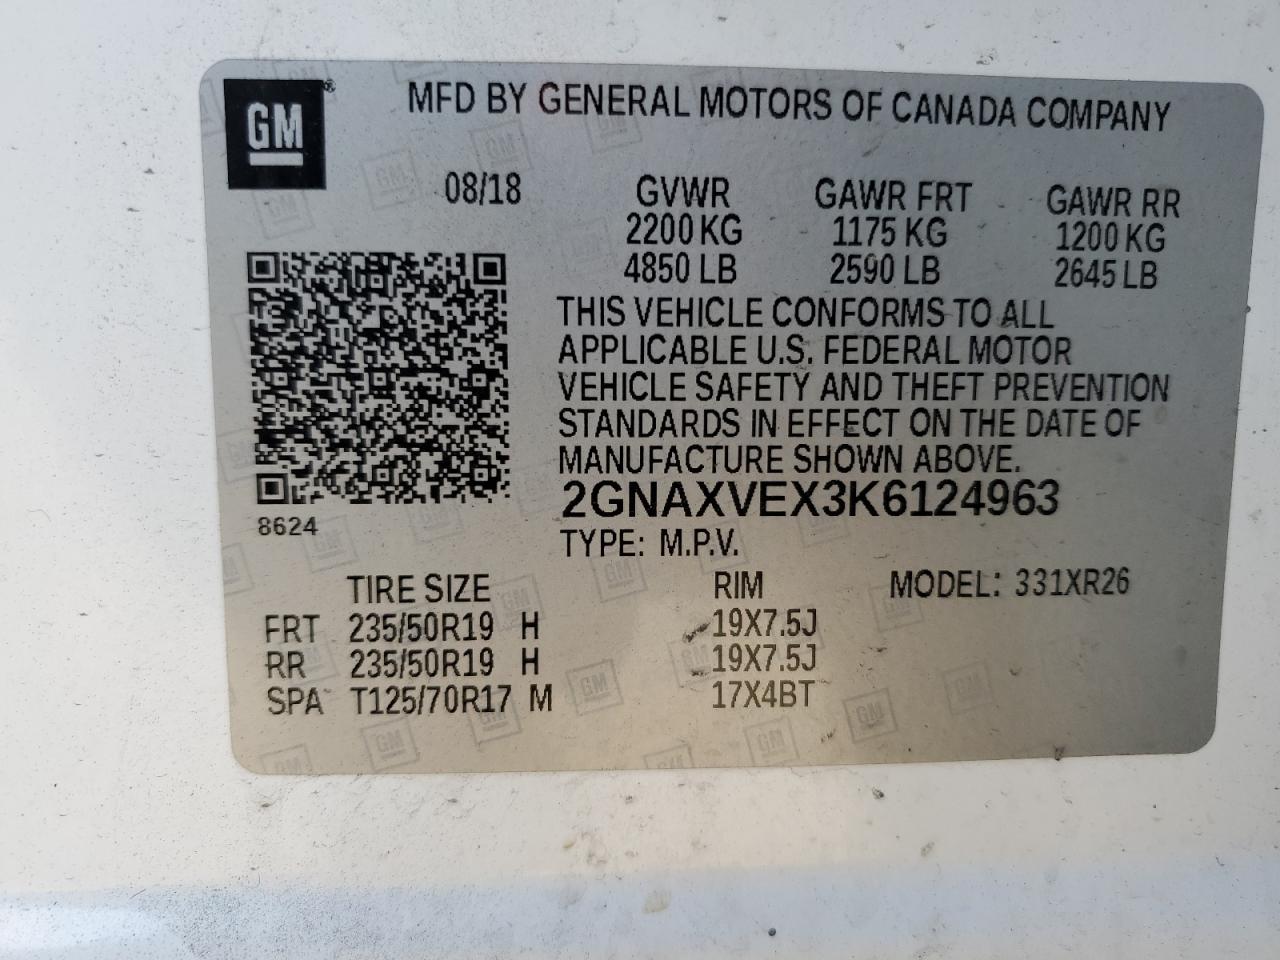 GM
MFD BY GENERAL MOTORS OF CANADA COMPANY
08/18 GVWR GAWR FRT GAWR RR
2200 KG 1175 KG 1200 KG
4850 LB 2590 LB 2645 LB
THIS VEHICLE CONFORMS TO ALL
APPLICABLE U.S. FEDERAL MOTOR
VEHICLE SAFETY AND THEFT PREVENTION
STANDARDS IN EFFECT ON THE DATE OF
MANUFACTURE SHOWN ABOVE.
2GNAXVEX3K6124963
8624
TYPE: M.P.V.
TIRE SIZE RIM MODEL: 331XR26
FRT 235/50R19 H 19X7.5J
RR 235/50R19 H 19X7.5J
SPA T125/70R17 M 17X4BT